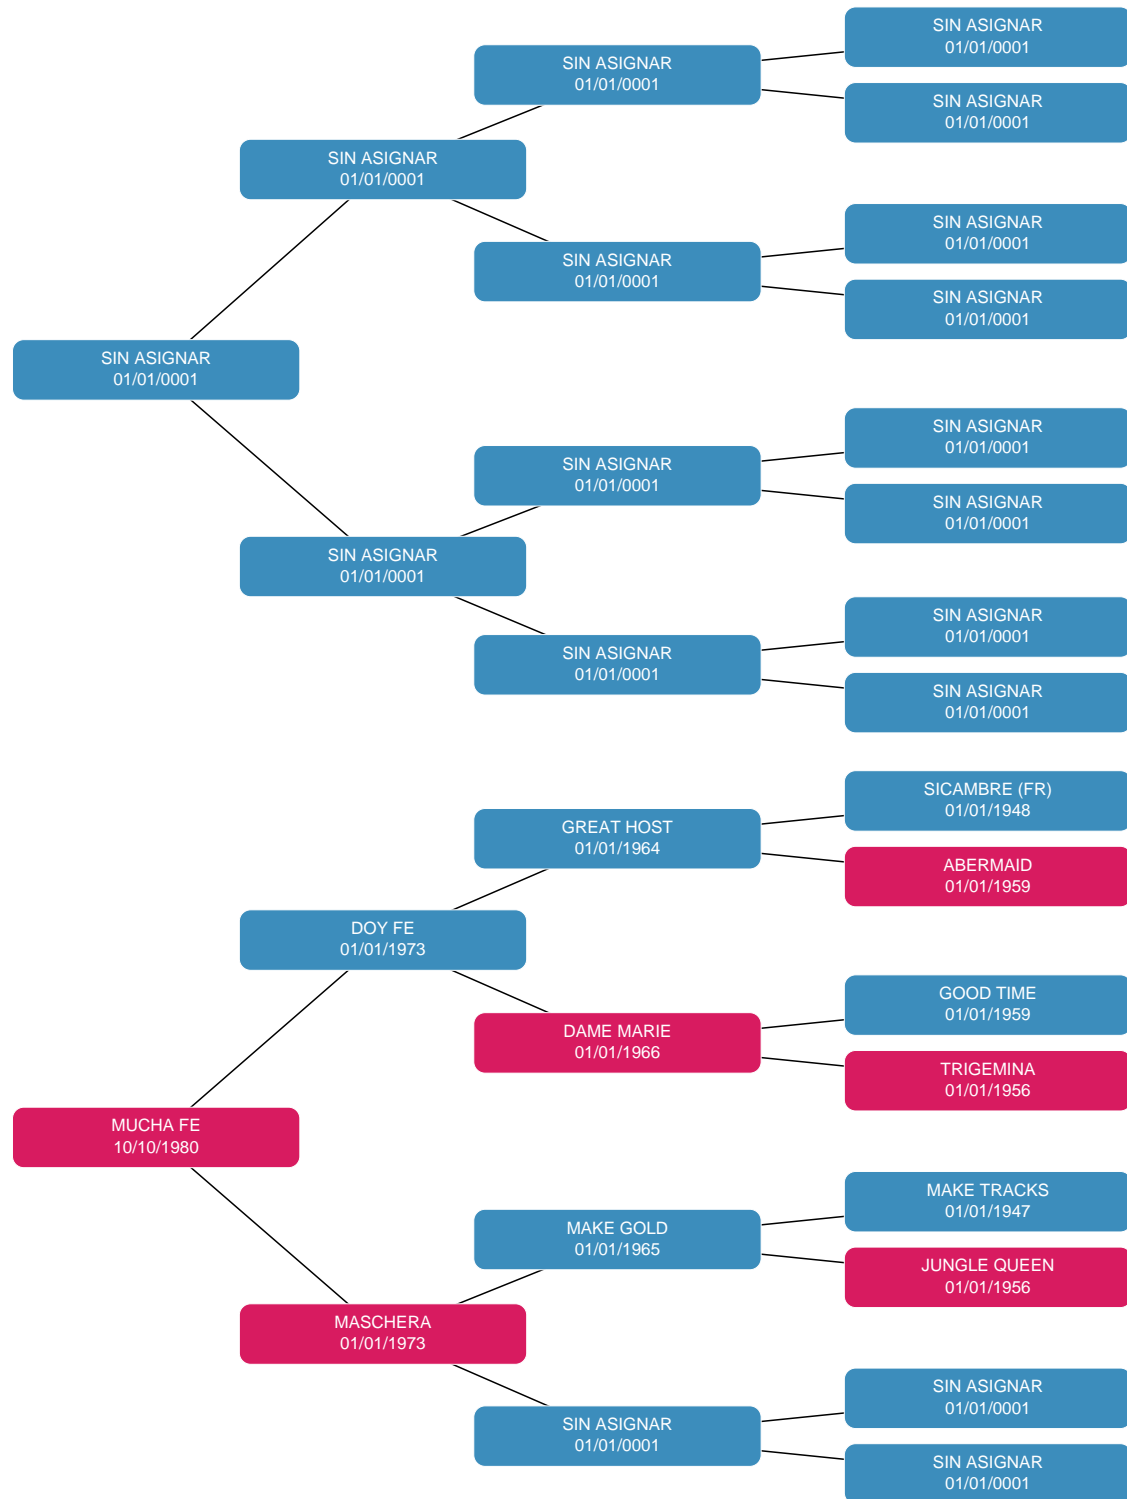 SIN ASIGNAR
01/01/0001
SIN ASIGNAR
01/01/0001
SIN ASIGNAR
01/01/0001
SIN ASIGNAR
01/01/0001
SIN ASIGNAR
01/01/0001
SIN ASIGNAR
01/01/0001
SIN ASIGNAR
01/01/0001
SIN ASIGNAR
01/01/0001
SIN ASIGNAR
01/01/0001
SIN ASIGNAR
01/01/0001
SIN ASIGNAR
01/01/0001
SIN ASIGNAR
01/01/0001
SIN ASIGNAR
01/01/0001
SIN ASIGNAR
01/01/0001
SIN ASIGNAR
01/01/0001
SICAMBRE (FR)
01/01/1948
GREAT HOST
01/01/1964
ABERMAID
01/01/1959
DOY FE
01/01/1973
GOOD TIME
01/01/1959
DAME MARIE
01/01/1966
TRIGEMINA
01/01/1956
MUCHA FE
10/10/1980
MAKE TRACKS
01/01/1947
MAKE GOLD
01/01/1965
JUNGLE QUEEN
01/01/1956
MASCHERA
01/01/1973
SIN ASIGNAR
01/01/0001
SIN ASIGNAR
01/01/0001
SIN ASIGNAR
01/01/0001